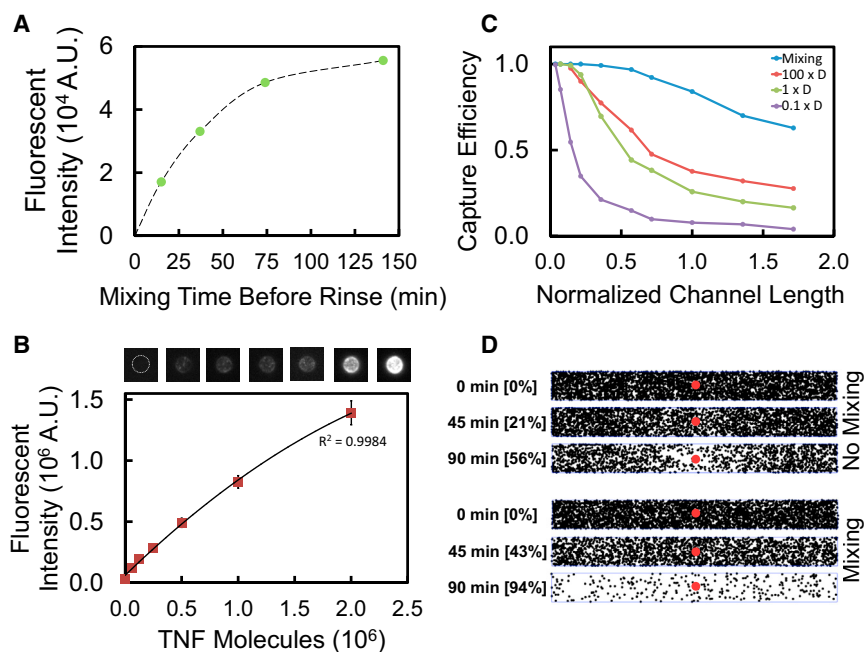 A
Fluorescent
Intensity (10⁴ A.U.)
6
4
2
0
0 25 50 75 100 125 150
Mixing Time Before Rinse (min)
B
Fluorescent
Intensity (10⁶ A.U.)
1.5
1.0
0.5
0.0
R² = 0.9984
0.0 0.5 1.0 1.5 2.0 2.5
TNF Molecules (10⁶)
C
Capture Efficiency
1.0
0.5
0.0
Mixing
100 x D
1 x D
0.1 x D
0.0 0.5 1.0 1.5 2.0
Normalized Channel Length
D
0 min [0%]
45 min [21%]
90 min [56%]
No Mixing
0 min [0%]
45 min [43%]
90 min [94%]
Mixing